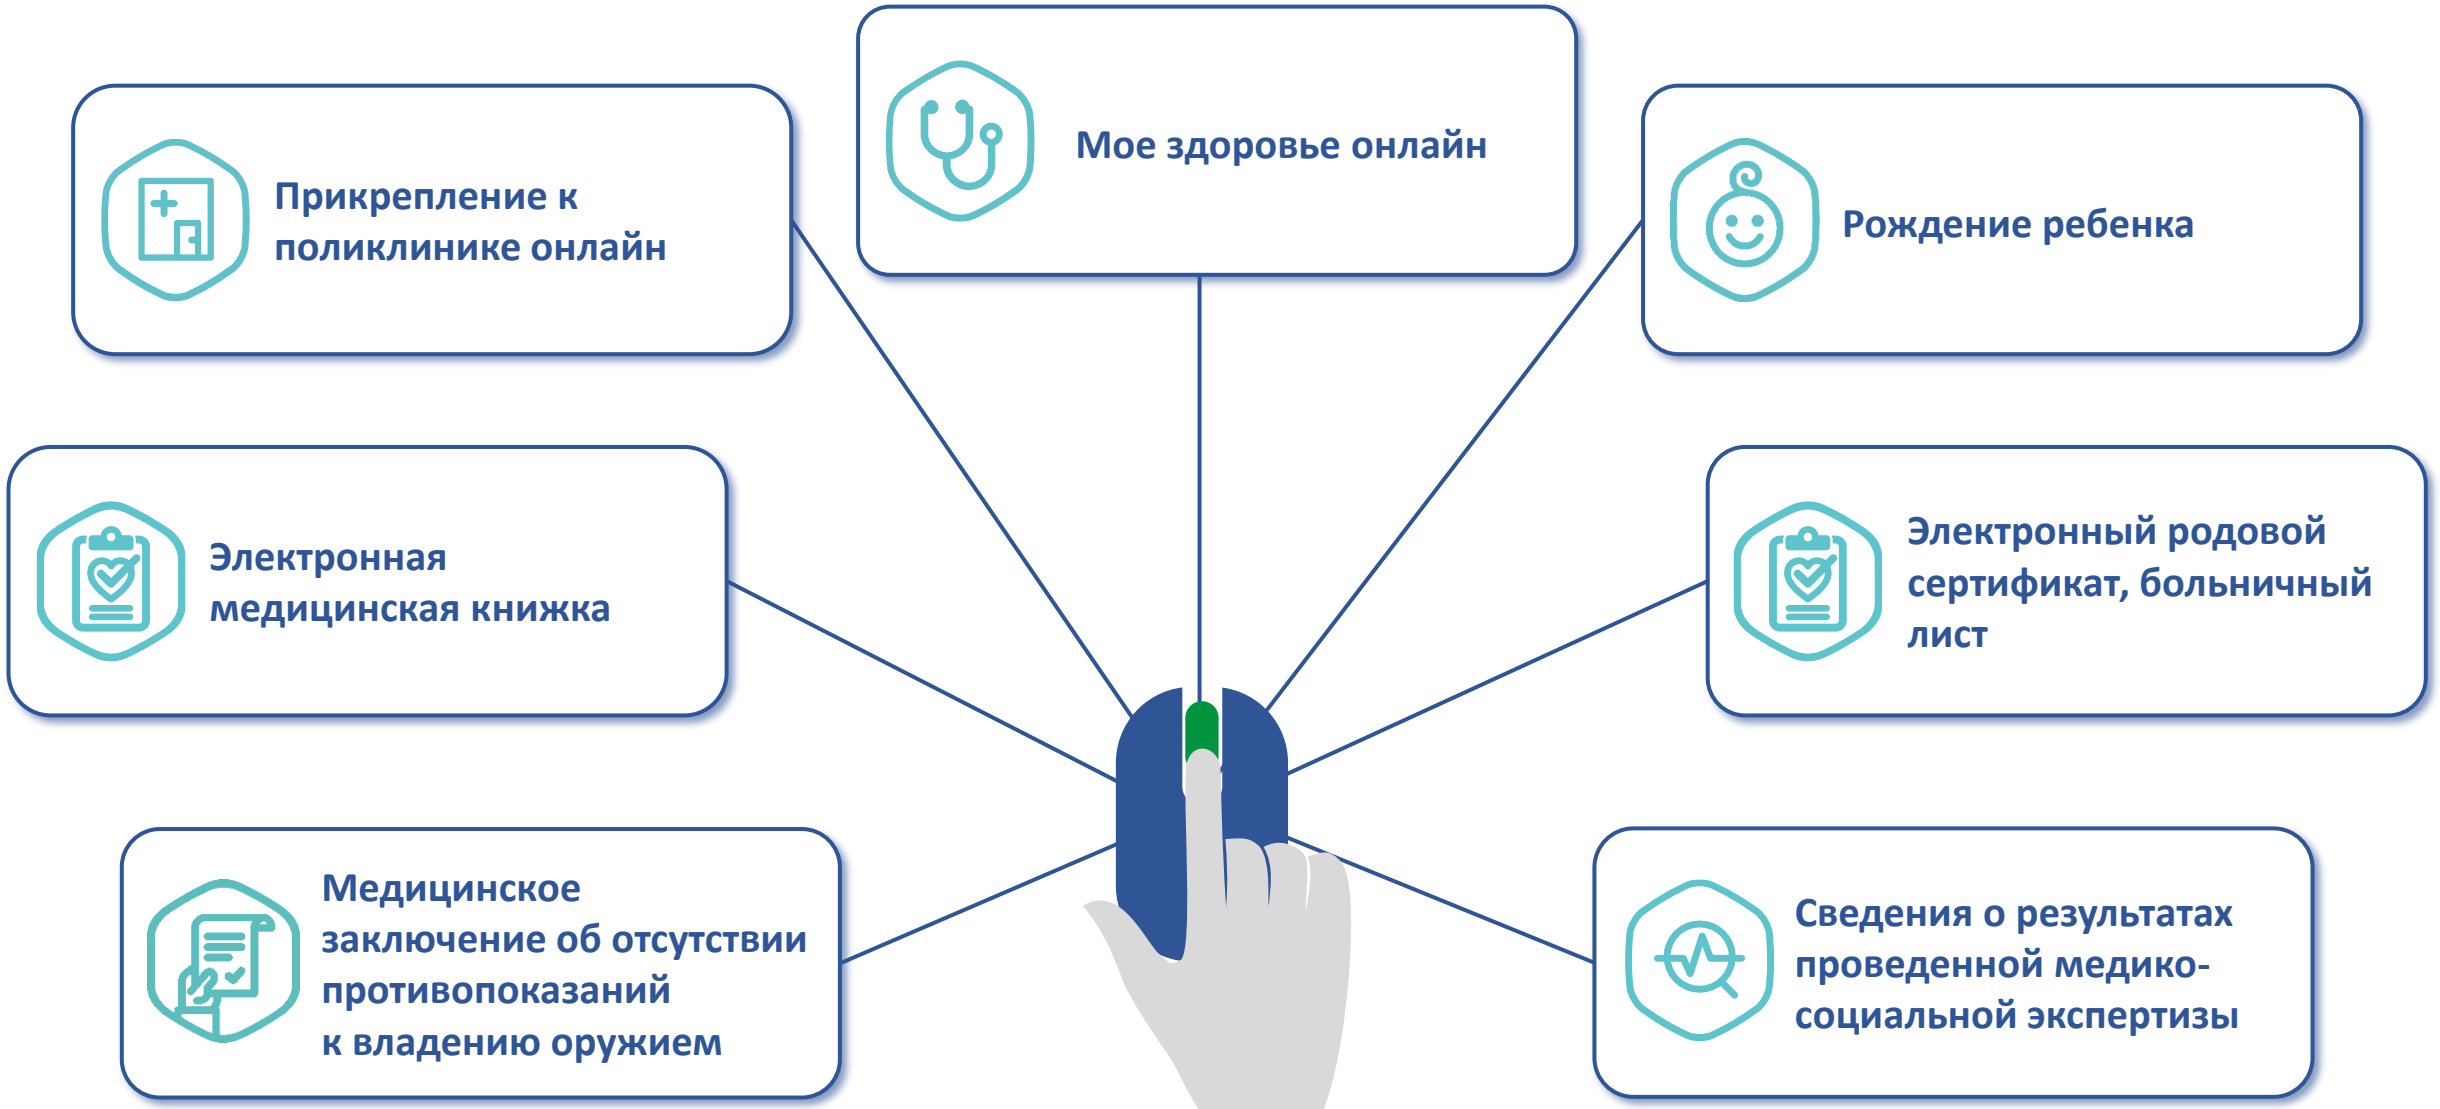 Мое здоровье онлайн
Прикрепление к
поликлинике онлайн
Рождение ребенка
Электронная
медицинская книжка
Электронный родовой
сертификат, больничный
лист
Медицинское
заключение об отсутствии
противопоказаний
к владению оружием
Сведения о результатах
проведенной медико-
социальной экспертизы